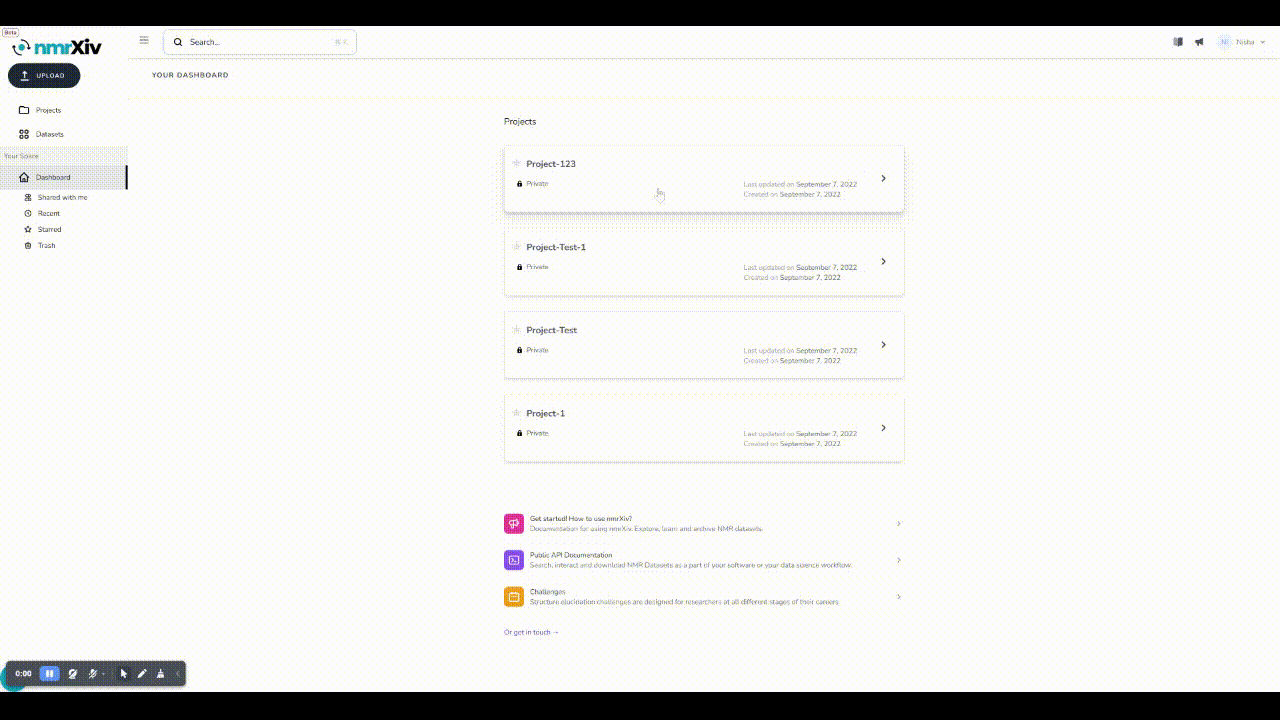 Beta
nmrXiv
Search...
⌘ K
Nisha
UPLOAD
YOUR DASHBOARD
Projects
Datasets
Your Space
Dashboard
Shared with me
Recent
Starred
Trash
Projects
Project-123
Private
Last updated on September 7, 2022
Created on September 7, 2022
Project-Test-1
Private
Last updated on September 7, 2022
Created on September 7, 2022
Project-Test
Private
Last updated on September 7, 2022
Created on September 7, 2022
Project-1
Private
Last updated on September 7, 2022
Created on September 7, 2022
Get started! How to use nmrXiv?
Documentation for using nmrXiv. Explore, learn and archive NMR datasets.
Public API Documentation
Search, interact and download NMR Datasets as a part of your software or your data science workflow
Challenges
Structure elucidation challenges are designed for researchers at all different stages of their careers
Or get in touch →
0:00